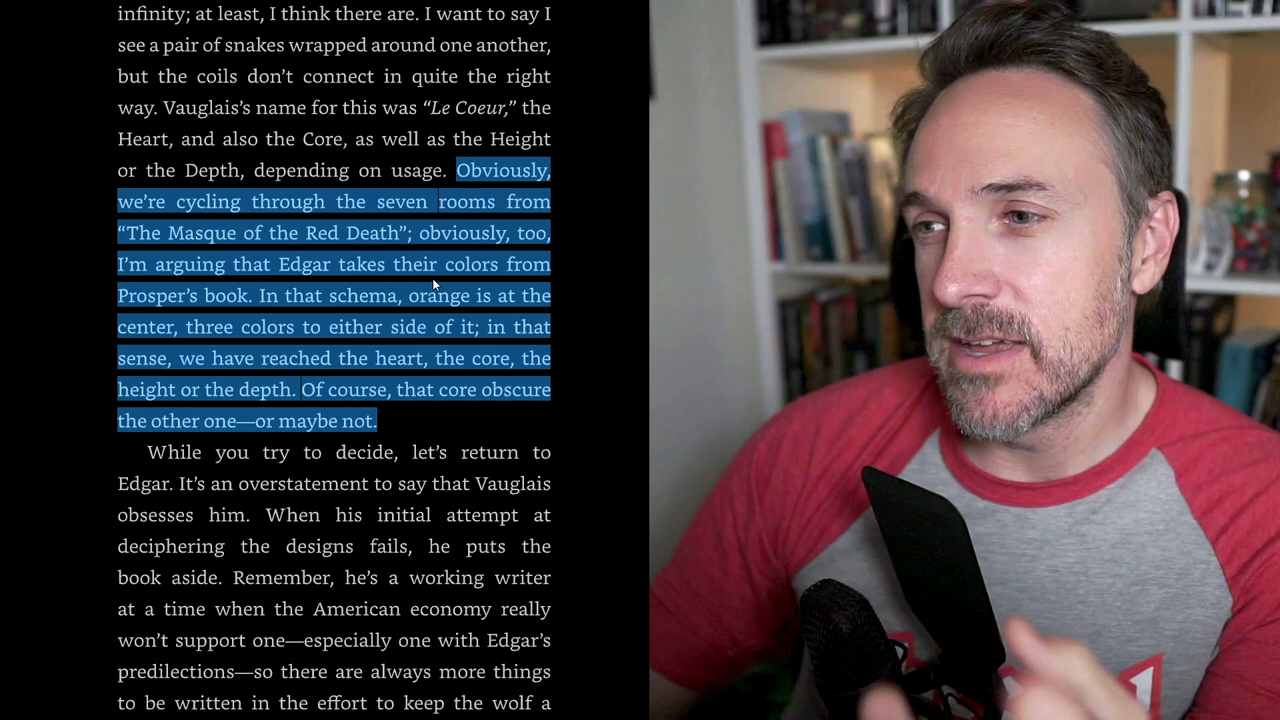 infinity; at least, I think there are. I want to say I
see a pair of snakes wrapped around one another,
but the coils don’t connect in quite the right
way. Vauglais’s name for this was “Le Coeur,” the
Heart, and also the Core, as well as the Height
or the Depth, depending on usage. Obviously,
we’re cycling through the seven rooms from
“The Masque of the Red Death”; obviously, too,
I’m arguing that Edgar takes their colors from
Prosper’s book. In that schema, orange is at the
center, three colors to either side of it; in that
sense, we have reached the heart, the core, the
height or the depth. Of course, that core obscure
the other one—or maybe not.
While you try to decide, let’s return to
Edgar. It’s an overstatement to say that Vauglais
obsesses him. When his initial attempt at
deciphering the designs fails, he puts the
book aside. Remember, he’s a working writer
at a time when the American economy really
won’t support one—especially one with Edgar’s
predilections—so there are always more things
to be written in the effort to keep the wolf a